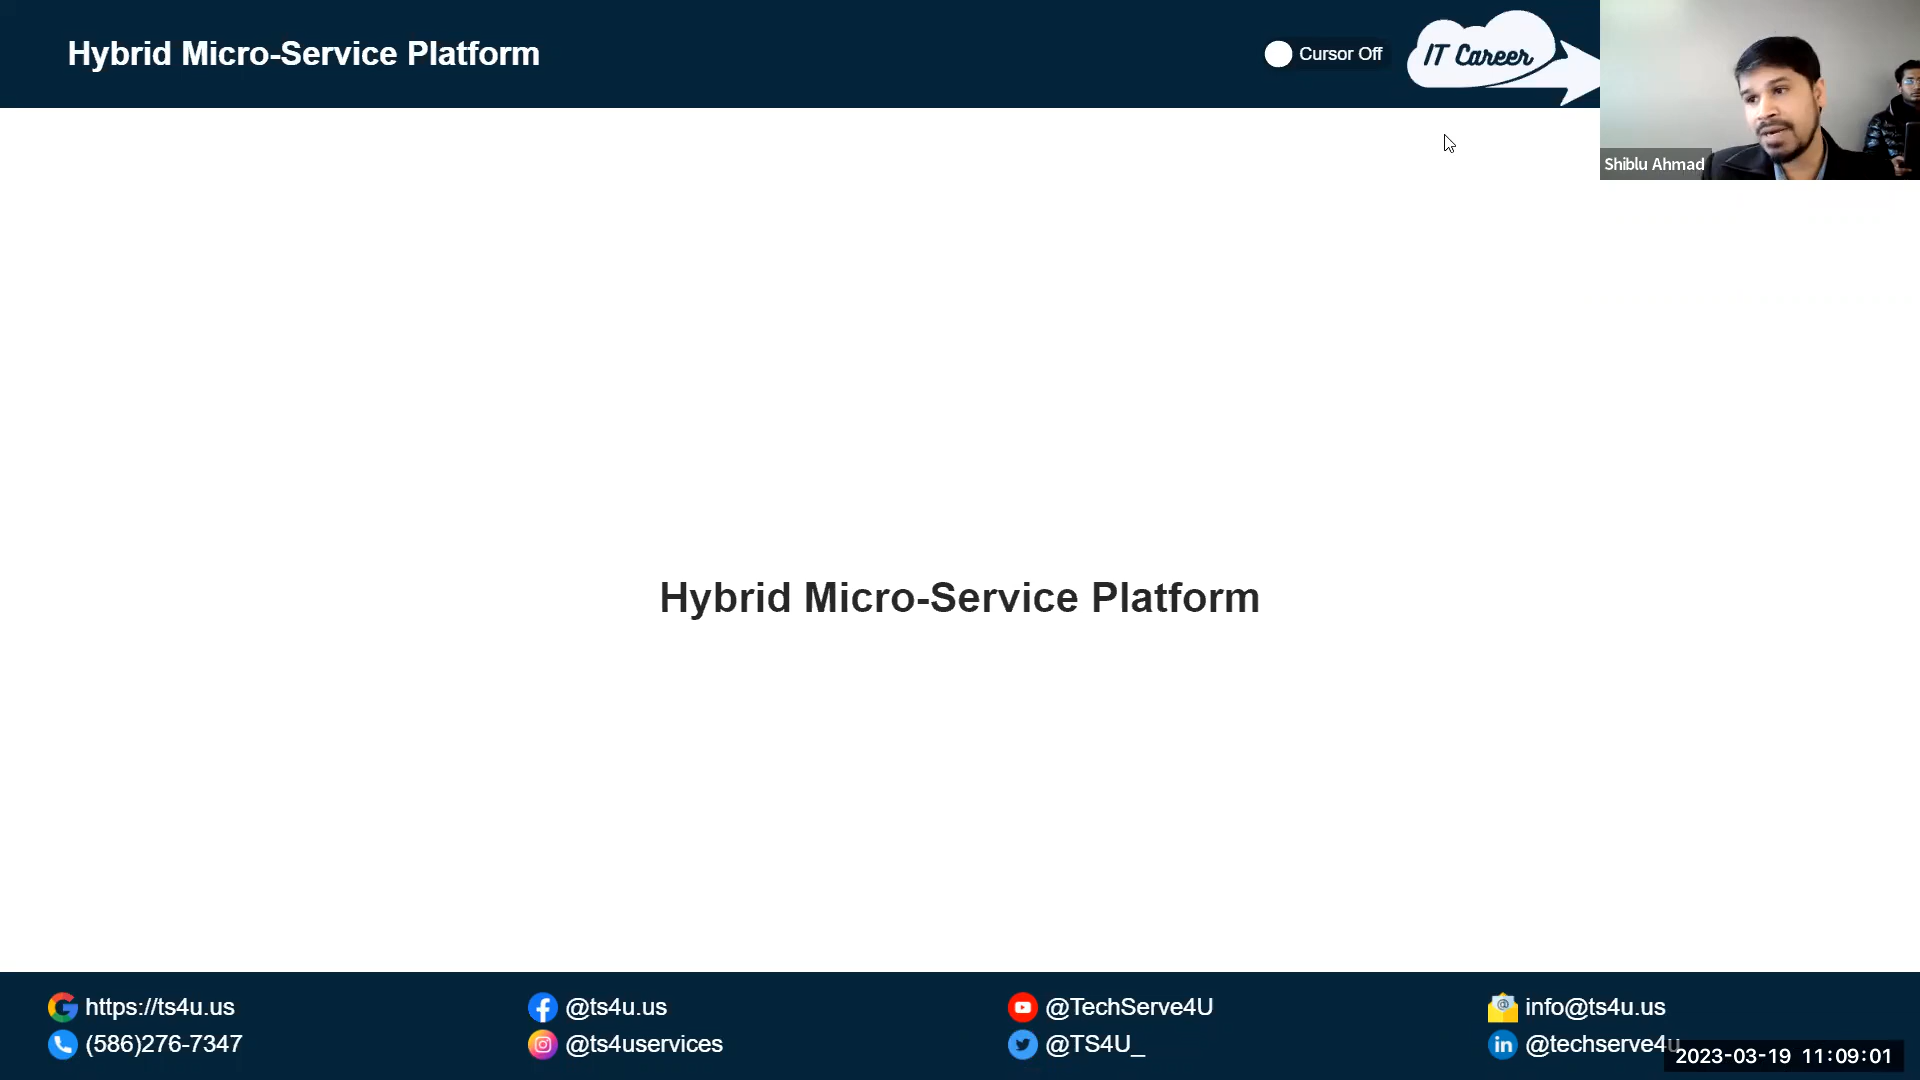 Hybrid Micro-Service Platform
Cursor Off
IT Career
Shiblu Ahmad
Hybrid Micro-Service Platform
https://ts4u.us
@ts4u.us
@TechServe4U
info@ts4u.us
(586)276-7347
@ts4uservices
@TS4U_
@techserve4u
2023-03-19 11:09:01